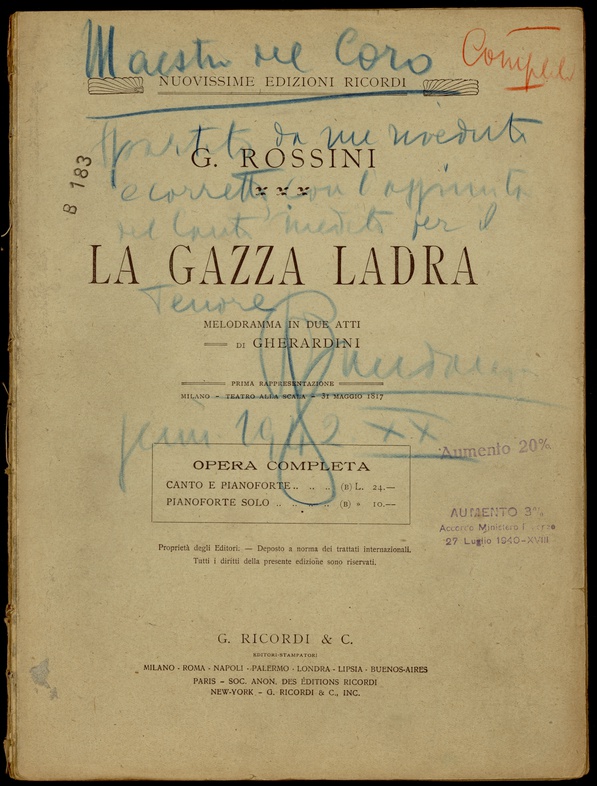 Maestro del Coro
NUOVISSIME EDIZIONI RICORDI
Spartito da me riveduto
G. ROSSINI
B 183
e corretto con l'aggiunta
del Canto inedito per il
LA GAZZA LADRA
Tenore
MELODRAMMA IN DUE ATTI
DI GHERARDINI
PRIMA RAPPRESENTAZIONE
MILANO - TEATRO ALLA SCALA - 31 MAGGIO 1817
1942 XX
Aumento 20%
OPERA COMPLETA
CANTO E PIANOFORTE .. .. .. (B) L. 24.—
PIANOFORTE SOLO .. .. .. .. (B) » 10.—
AUMENTO 3%
Accordo Ministero
27 Luglio 1940-XVIII
Proprietà degli Editori. — Deposto a norma dei trattati internazionali.
Tutti i diritti della presente edizione sono riservati.
G. RICORDI & C.
EDITORI-STAMPATORI
MILANO - ROMA - NAPOLI - PALERMO - LONDRA - LIPSIA - BUENOS-AIRES
PARIS – SOC. ANON. DES ÉDITIONS RICORDI
NEW-YORK – G. RICORDI & C., INC.